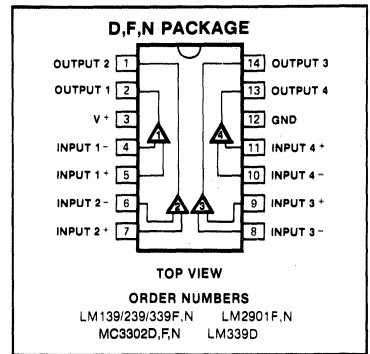 D,F,N PACKAGE
OUTPUT 2 1 14 OUTPUT 3
OUTPUT 1 2 13 OUTPUT 4
V+ 3 12 GND
1 4
INPUT 1- 4 11 INPUT 4+
INPUT 1+ 5 10 INPUT 4-
INPUT 2- 6 9 INPUT 3+
2 3
INPUT 2+ 7 8 INPUT 3-
TOP VIEW
ORDER NUMBERS
LM139/239/339F,N LM2901F,N
MC3302D,F,N LM339D